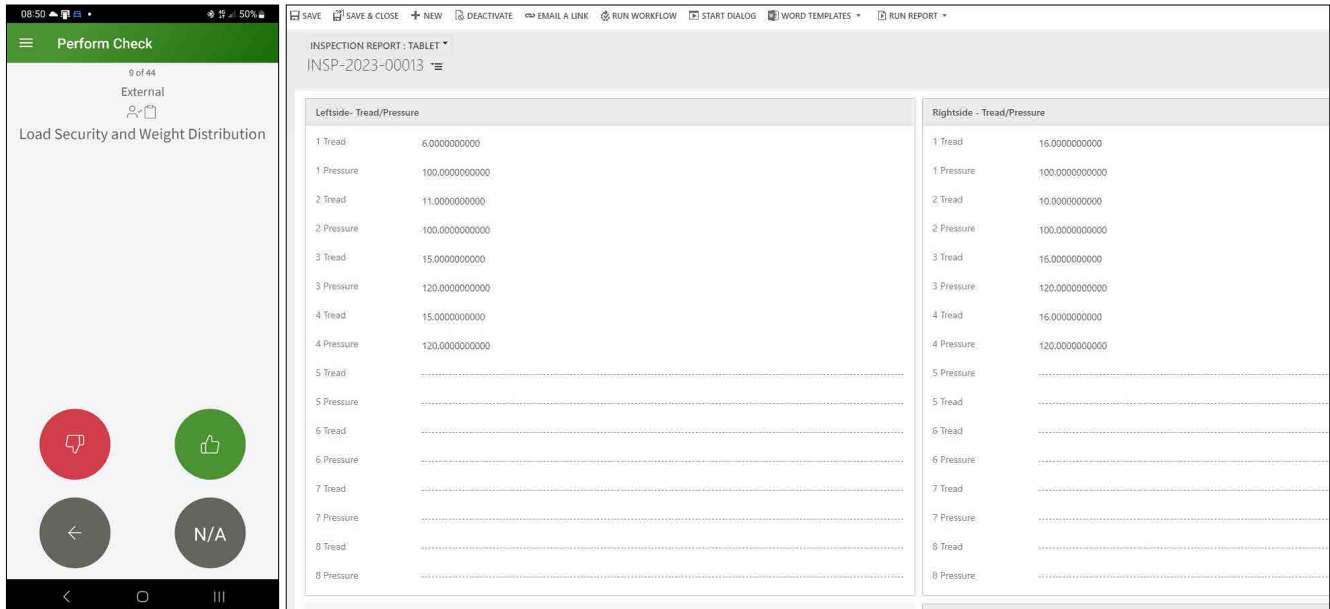 08:50 50%
Perform Check
9 of 44
External
Load Security and Weight Distribution
N/A
SAVE SAVE & CLOSE NEW DEACTIVATE EMAIL A LINK RUN WORKFLOW START DIALOG WORD TEMPLATES RUN REPORT
INSPECTION REPORT : TABLET
INSP-2023-00013
Leftside- Tread/Pressure
1 Tread 6.0000000000
1 Pressure 100.0000000000
2 Tread 11.0000000000
2 Pressure 100.0000000000
3 Tread 15.0000000000
3 Pressure 120.0000000000
4 Tread 15.0000000000
4 Pressure 120.0000000000
5 Tread
5 Pressure
6 Tread
6 Pressure
7 Tread
7 Pressure
8 Tread
8 Pressure
Rightside - Tread/Pressure
1 Tread 16.0000000000
1 Pressure 100.0000000000
2 Tread 10.0000000000
2 Pressure 100.0000000000
3 Tread 16.0000000000
3 Pressure 120.0000000000
4 Tread 16.0000000000
4 Pressure 120.0000000000
5 Pressure
5 Tread
6 Tread
6 Pressure
7 Tread
7 Pressure
8 Tread
8 Pressure